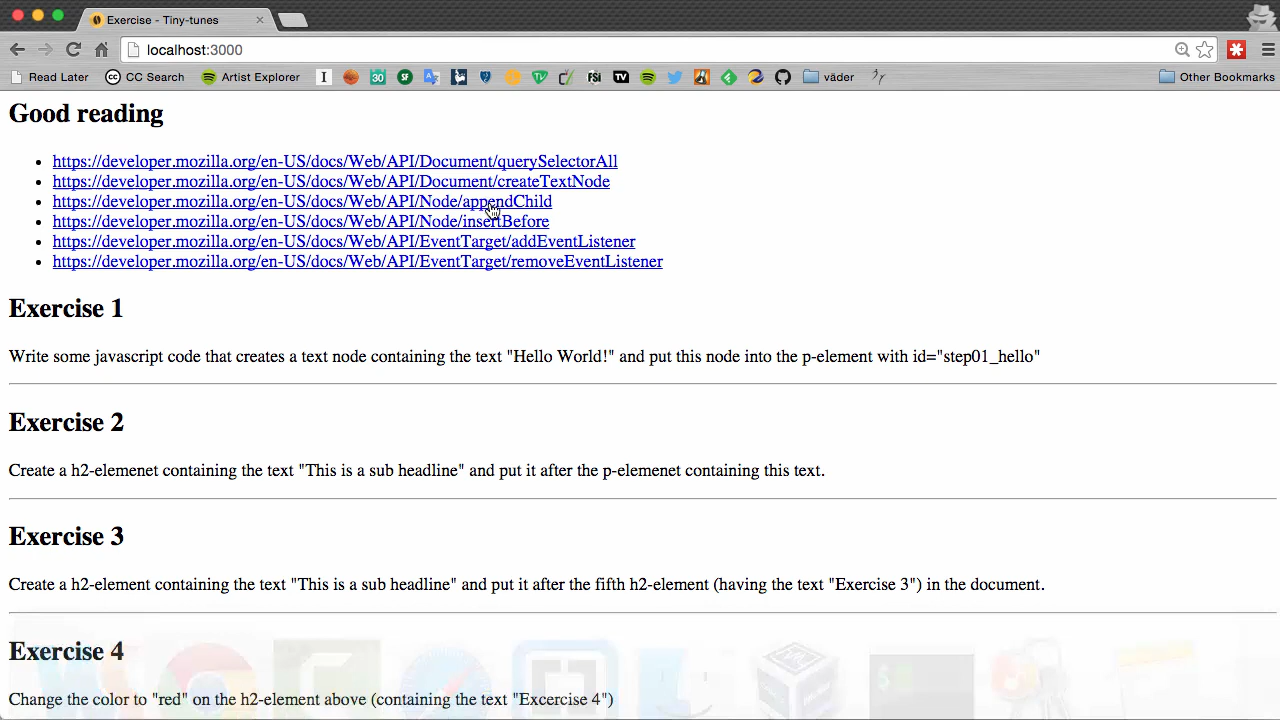 Exercise - Tiny-tunes
localhost:3000
Read Later CC CC Search Artist Explorer I 30 SF FSi TV väder Other Bookmarks
Good reading
https://developer.mozilla.org/en-US/docs/Web/API/Document/querySelectorAll
https://developer.mozilla.org/en-US/docs/Web/API/Document/createTextNode
https://developer.mozilla.org/en-US/docs/Web/API/Node/appendChild
https://developer.mozilla.org/en-US/docs/Web/API/Node/insertBefore
https://developer.mozilla.org/en-US/docs/Web/API/EventTarget/addEventListener
https://developer.mozilla.org/en-US/docs/Web/API/EventTarget/removeEventListener
Exercise 1
Write some javascript code that creates a text node containing the text "Hello World!" and put this node into the p-element with id="step01_hello"
Exercise 2
Create a h2-elemenet containing the text "This is a sub headline" and put it after the p-elemenet containing this text.
Exercise 3
Create a h2-element containing the text "This is a sub headline" and put it after the fifth h2-element (having the text "Exercise 3") in the document.
Exercise 4
Change the color to "red" on the h2-element above (containing the text "Excercise 4")